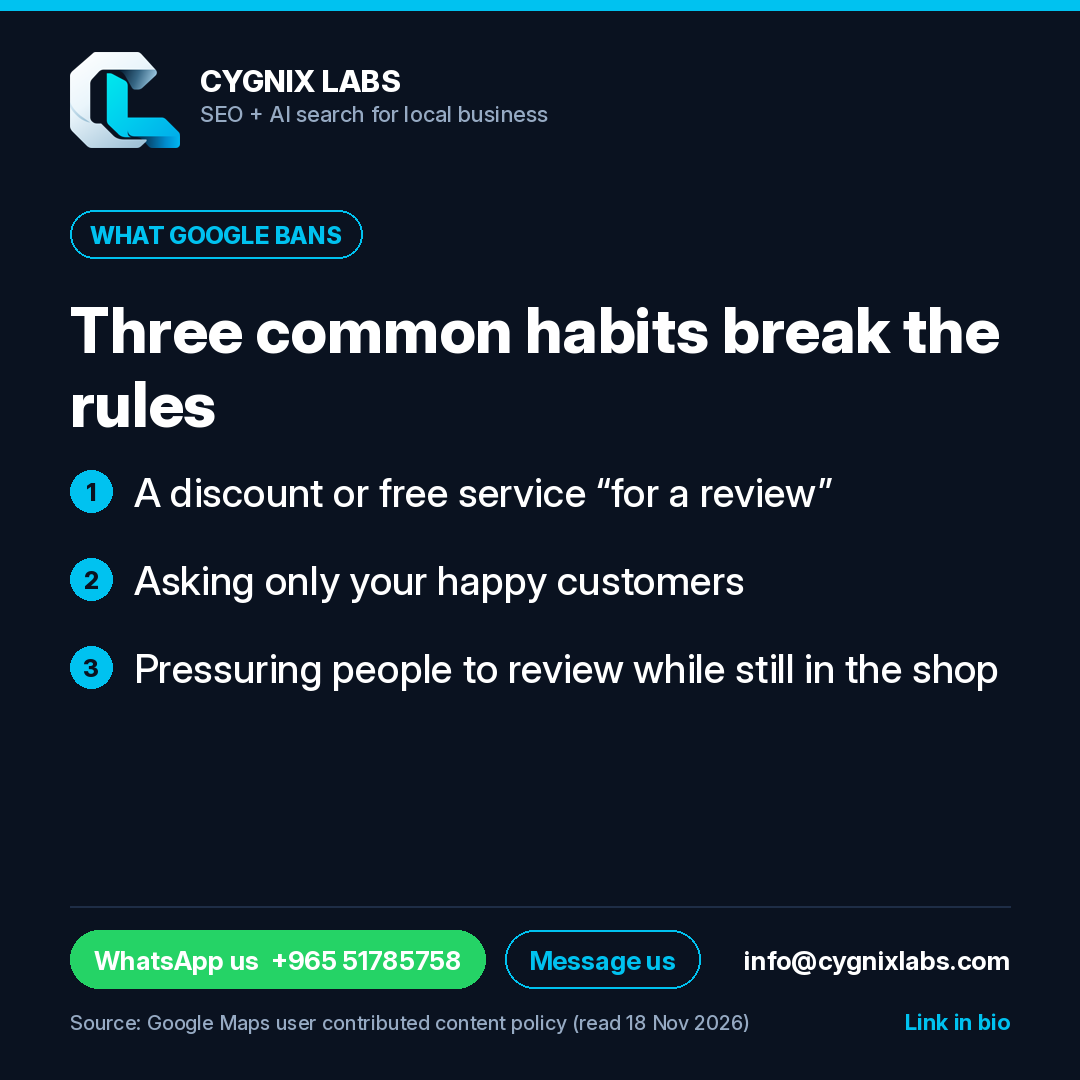 CYGNIX LABS
SEO + AI search for local business
WHAT GOOGLE BANS
Three common habits break the
rules
1 A discount or free service “for a review”
2 Asking only your happy customers
3 Pressuring people to review while still in the shop
WhatsApp us +965 51785758
Message us
info@cygnixlabs.com
Source: Google Maps user contributed content policy (read 18 Nov 2026)
Link in bio